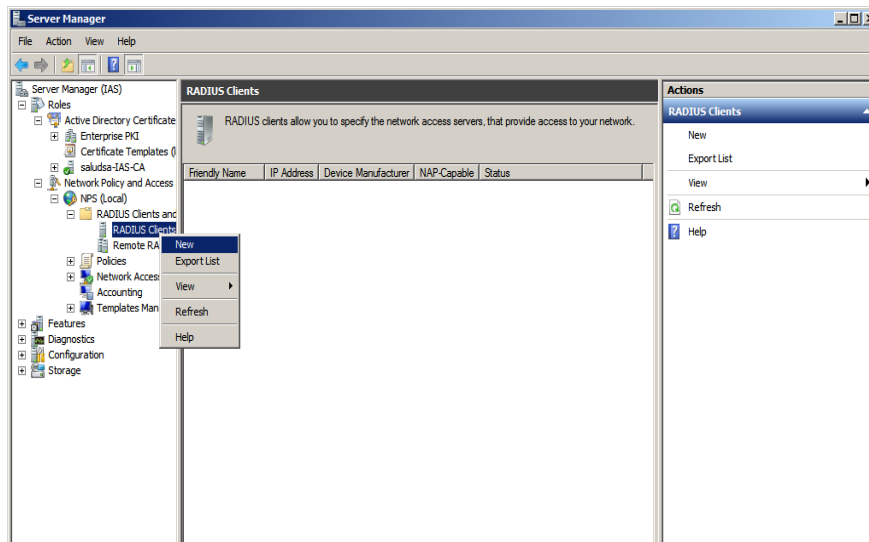 Server Manager
File Action View Help
Server Manager (IAS)
Roles
Active Directory Certificate
Enterprise PKI
Certificate Templates (
saludsa-IAS-CA
Network Policy and Access
NPS (Local)
RADIUS Clients and
RADIUS Clients
Remote RA
Policies
Network Access
Accounting
Templates Man
Features
Diagnostics
Configuration
Storage
New
Export List
View
Refresh
Help
RADIUS Clients
RADIUS clients allow you to specify the network access servers, that provide access to your network.
Friendly Name IP Address Device Manufacturer NAP-Capable Status
Actions
RADIUS Clients
New
Export List
View
Refresh
Help